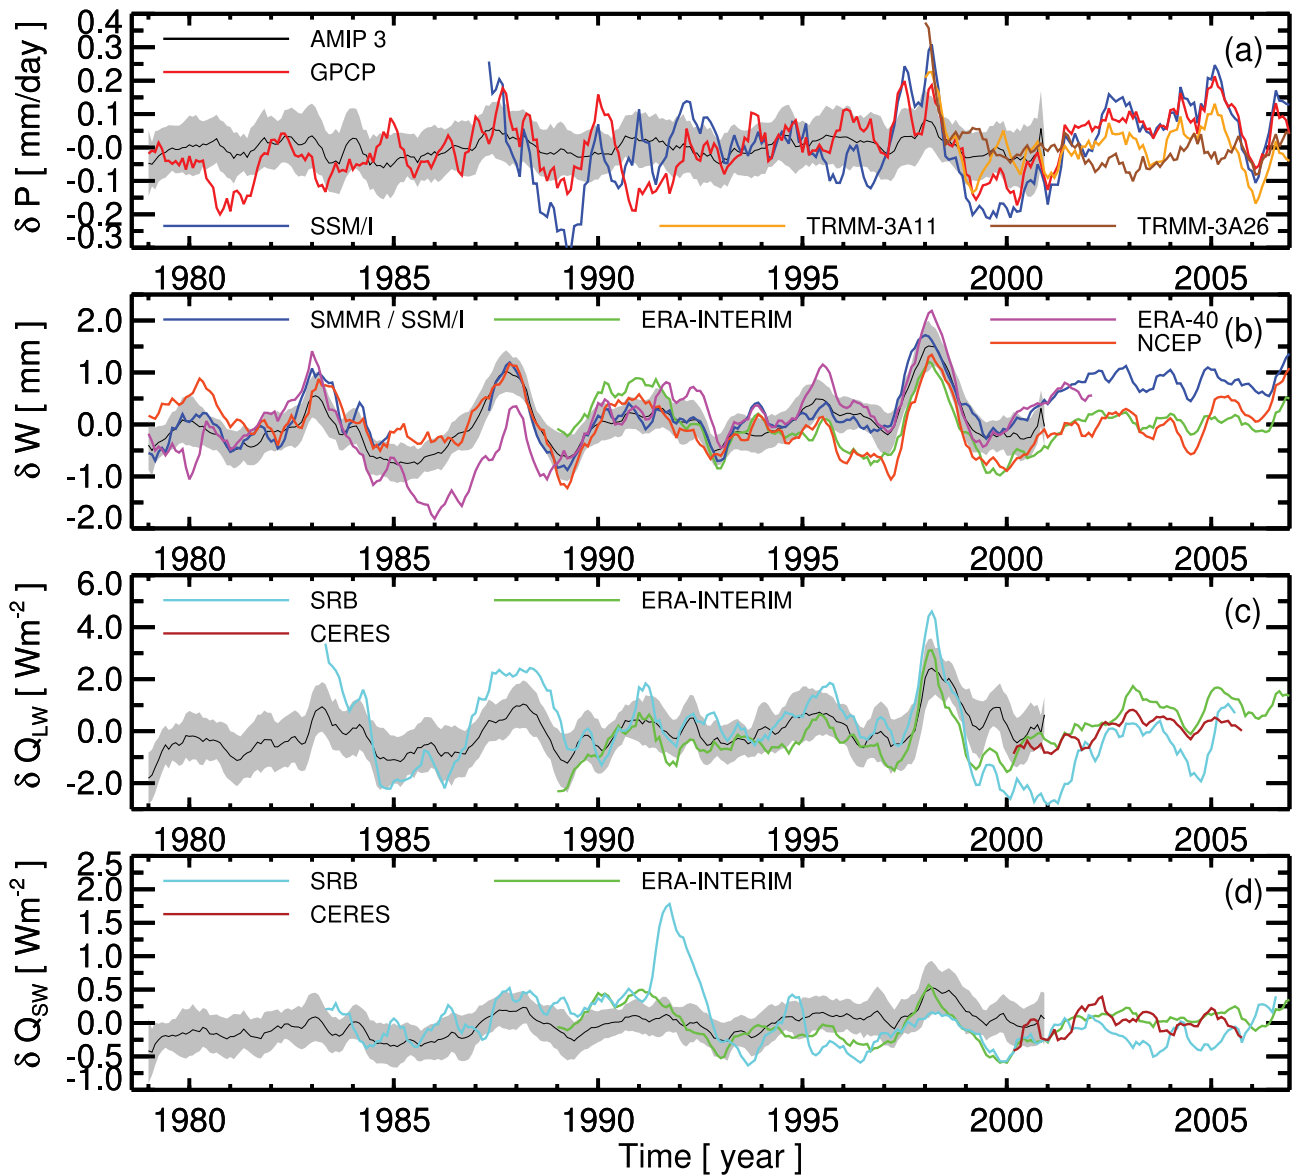 0.4
0.3
0.2
0.1
-0.0
-0.1
-0.2
-0.3
δ P [ mm/day ]
AMIP 3
GPCP
(a)
SSM/I
TRMM-3A11
TRMM-3A26
1980 1985 1990 1995 2000 2005
2.0
1.0
0.0
-1.0
-2.0
δ W [ mm ]
SMMR / SSM/I
ERA-INTERIM
ERA-40
NCEP
(b)
1980 1985 1990 1995 2000 2005
6.0
4.0
2.0
0.0
-2.0
δ Q_LW [ Wm⁻² ]
SRB
ERA-INTERIM
CERES
(c)
1980 1985 1990 1995 2000 2005
2.5
2.0
1.5
1.0
0.5
0.0
-0.5
-1.0
δ Q_SW [ Wm⁻² ]
SRB
ERA-INTERIM
CERES
(d)
1980 1985 1990 1995 2000 2005
Time [ year ]